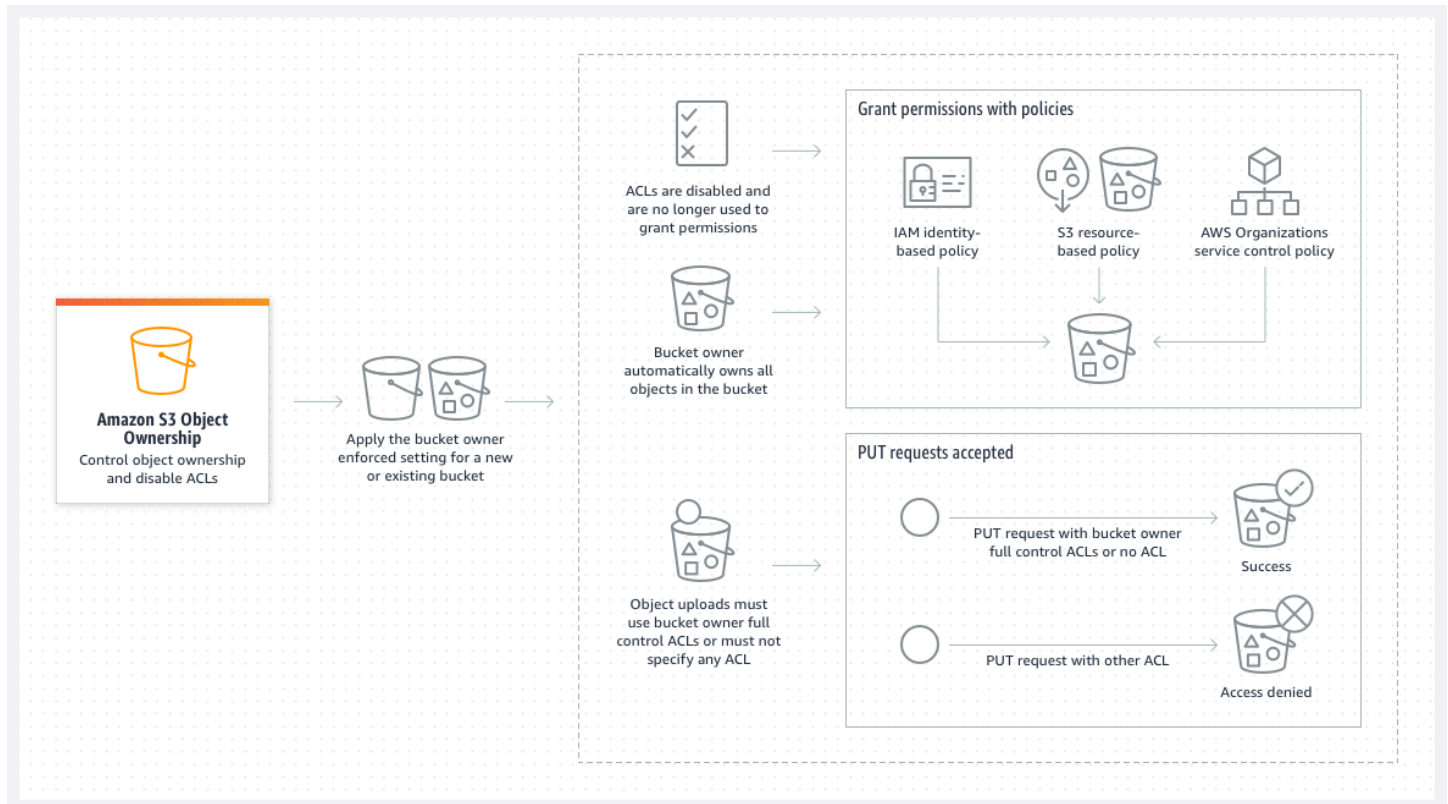 Amazon S3 Object
Ownership
Control object ownership
and disable ACLs
Apply the bucket owner
enforced setting for a new
or existing bucket
ACLs are disabled and
are no longer used to
grant permissions
Bucket owner
automatically owns all
objects in the bucket
Object uploads must
use bucket owner full
control ACLs or must not
specify any ACL
Grant permissions with policies
IAM identity-
based policy
S3 resource-
based policy
AWS Organizations
service control policy
PUT requests accepted
PUT request with bucket owner
full control ACLs or no ACL
Success
PUT request with other ACL
Access denied